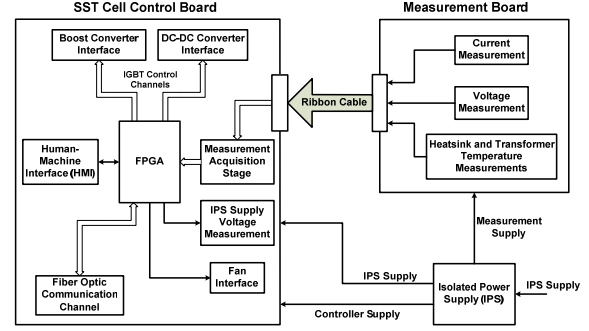 SST Cell Control Board
Measurement Board
Boost Converter
Interface
DC-DC Converter
Interface
IGBT Control
Channels
Current
Measurement
Ribbon Cable
Voltage
Measurement
Human-
Machine
Interface (HMI)
FPGA
Measurement
Acquisition
Stage
Heatsink and Transformer
Temperature
Measurements
IPS Supply
Voltage
Measurement
Measurement
Supply
Fan
Interface
Fiber Optic
Communication
Channel
IPS Supply
Isolated Power
Supply (IPS)
IPS Supply
Controller Supply